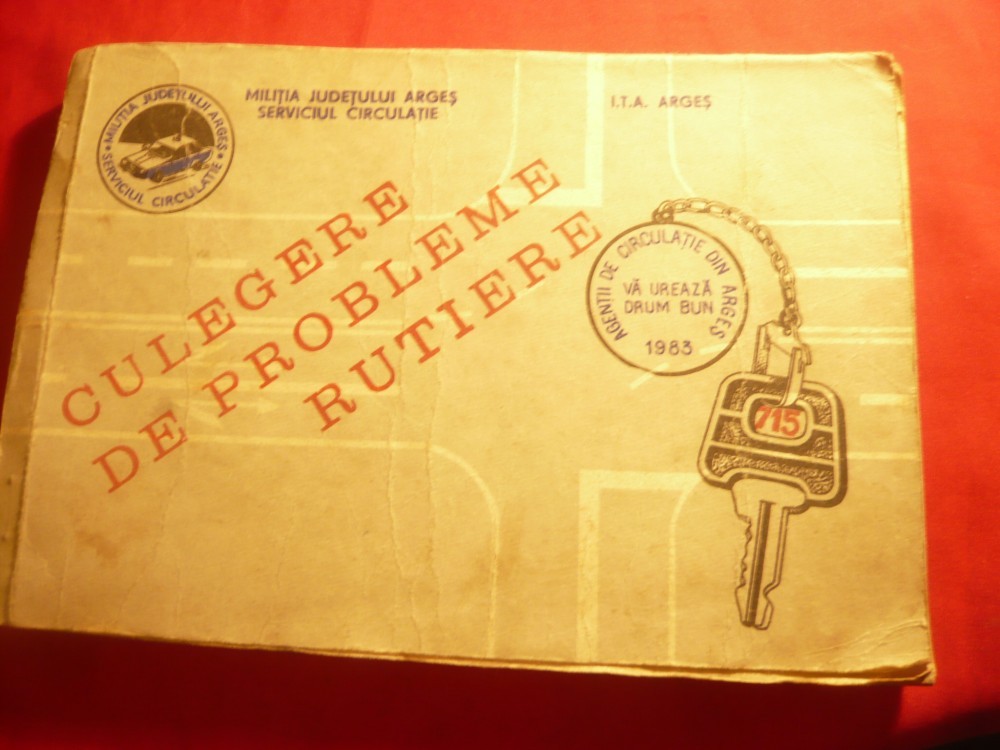 • MILIȚIA JUDEȚULUI ARGEȘ •
SERVICIUL CIRCULATIE
MILIȚIA JUDEȚULUI ARGEȘ
SERVICIUL CIRCULAȚIE
I.T.A. ARGEȘ
CULEGERE
DE PROBLEME
RUTIERE
AGENȚII DE CIRCULAȚIE DIN ARGEȘ
VĂ UREAZĂ
DRUM BUN
1983
715